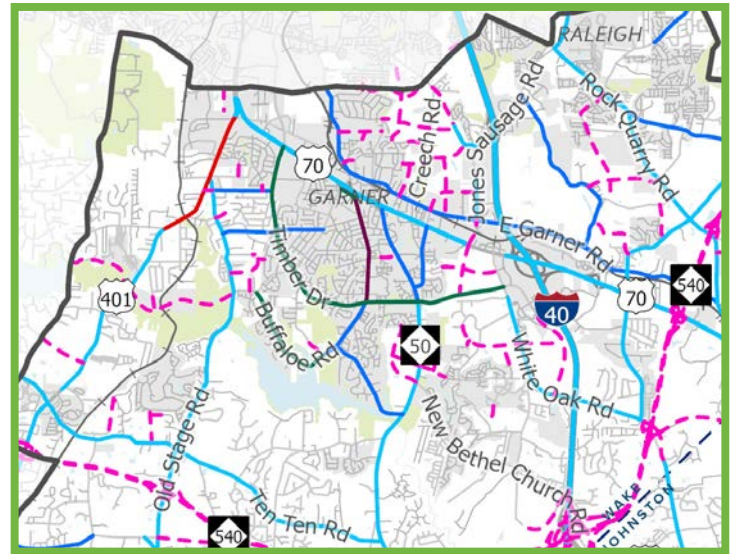 RALEIGH
Rock Quarry Rd
Jones Sausage Rd
Creech Rd
70
GARNER
E Garner Rd
Timber Dr
401
540
70
40
Buffaloe Rd
50
White Oak Rd
Old Stage Rd
New Bethel Church Rd
Ten Ten Rd
540
WAKE
JOHNSTON